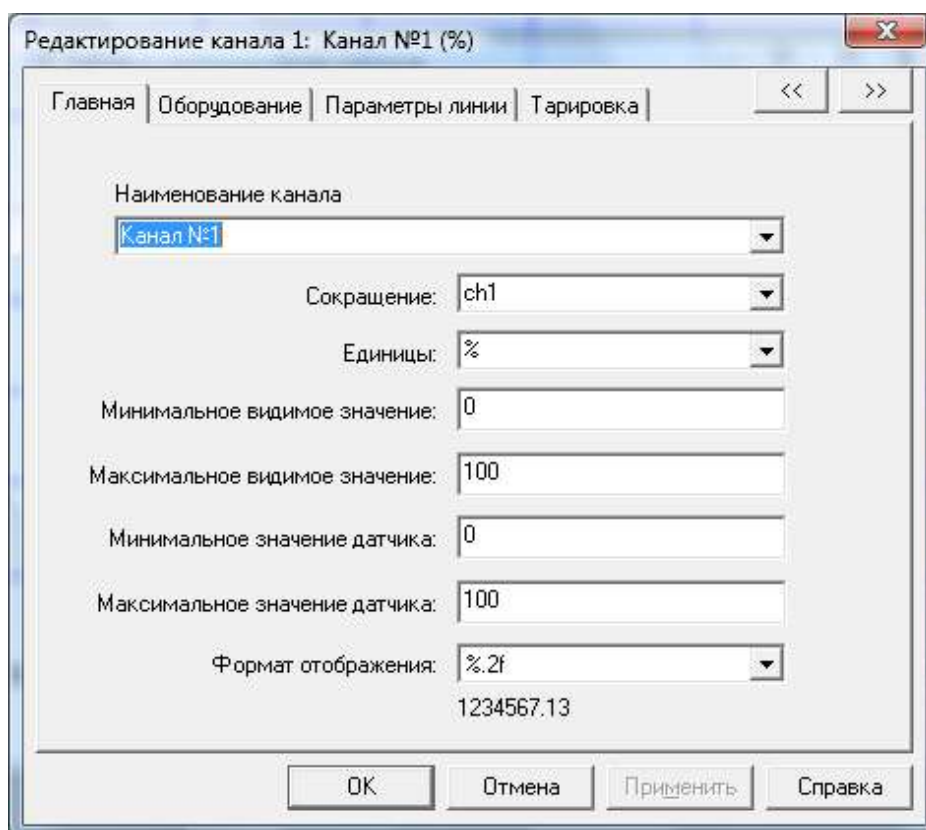 Редактирование канала 1: Канал №1 (%)
Главная Оборудование Параметры линии Тарировка << >>
Наименование канала
Канал №1
Сокращение: ch1
Единицы: %
Минимальное видимое значение: 0
Максимальное видимое значение: 100
Минимальное значение датчика: 0
Максимальное значение датчика: 100
Формат отображения: %.2f
1234567.13
OK Отмена Применить Справка